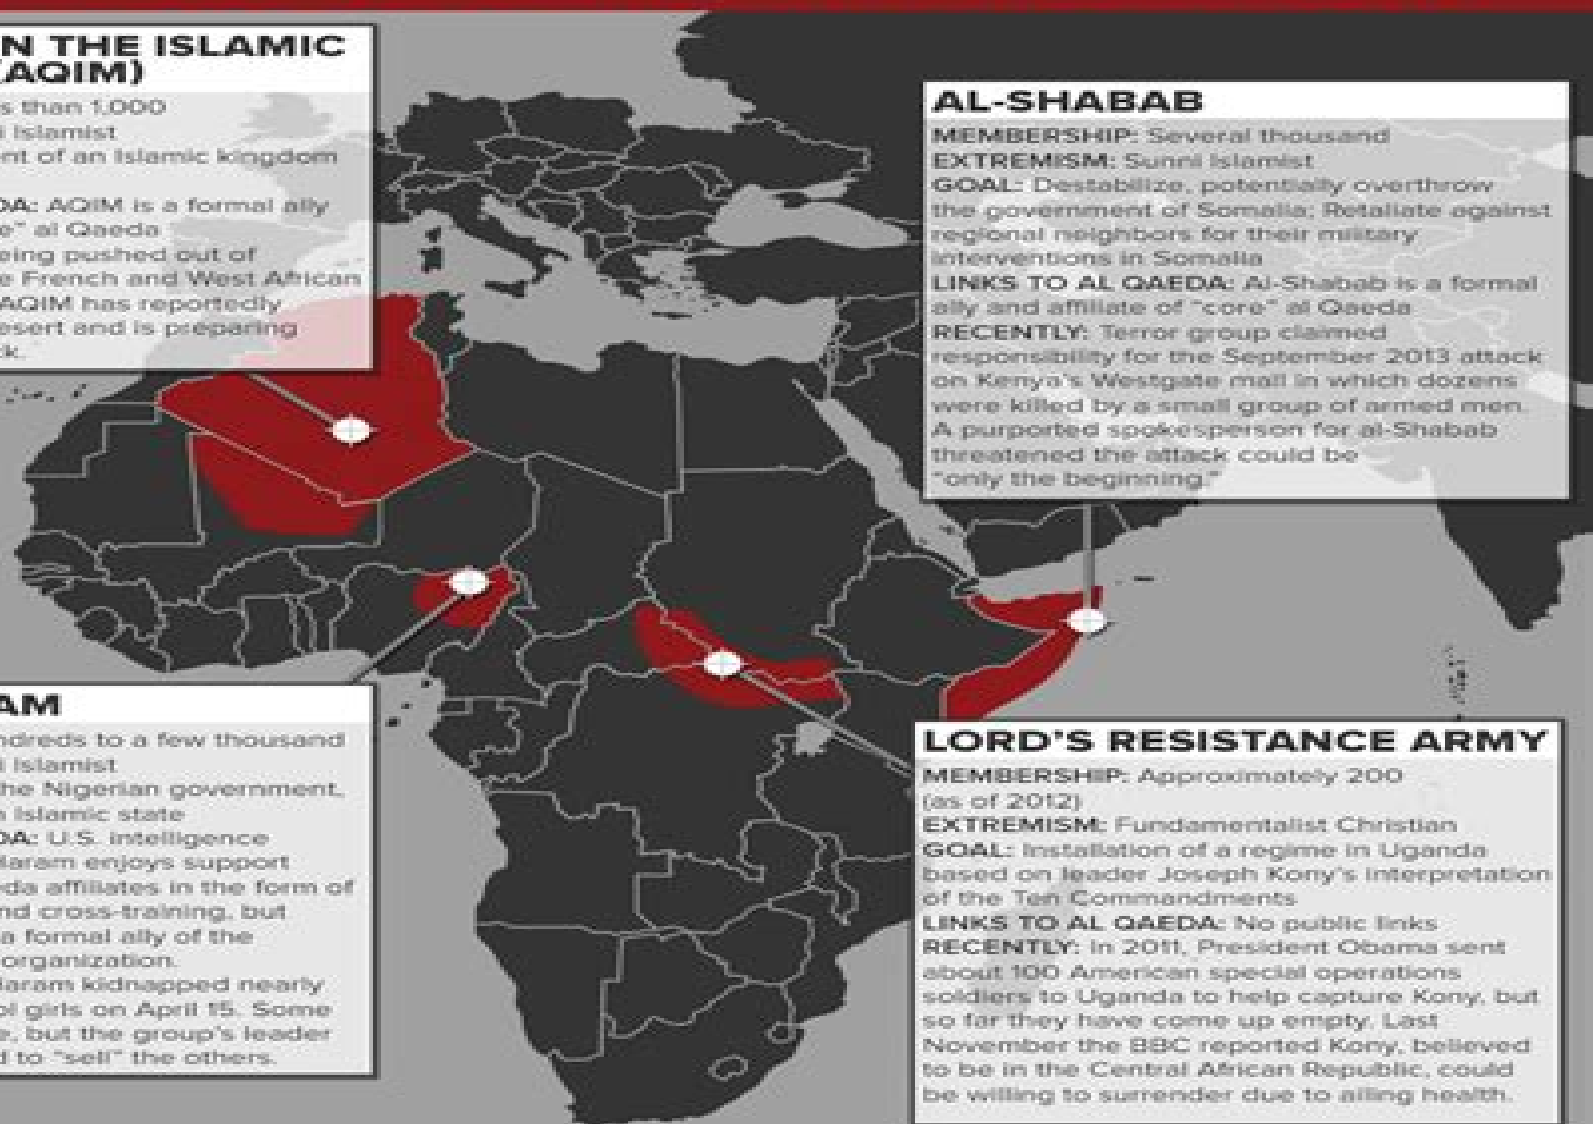 N THE ISLAMIC
(AQIM)
s than 1,000
i Islamist
nt of an Islamic kingdom
DA: AQIM is a formal ally
e" al Qaeda
eing pushed out of
e French and West African
AQIM has reportedly
esert and is preparing
k.
AL-SHABAB
MEMBERSHIP: Several thousand
EXTREMISM: Sunni Islamist
GOAL: Destabilize, potentially overthrow
the government of Somalia; Retaliate against
regional neighbors for their military
interventions in Somalia
LINKS TO AL QAEDA: Al-Shabab is a formal
ally and affiliate of "core" al Qaeda
RECENTLY: Terror group claimed
responsibility for the September 2013 attack
on Kenya's Westgate mall in which dozens
were killed by a small group of armed men.
A purported spokesperson for al-Shabab
threatened the attack could be
"only the beginning."
AM
ndreds to a few thousand
i Islamist
he Nigerian government,
n Islamic state
DA: U.S. intelligence
Haram enjoys support
eda affiliates in the form of
nd cross-training, but
a formal ally of the
organization.
Haram kidnapped nearly
ol girls on April 15. Some
e, but the group's leader
d to "sell" the others.
LORD'S RESISTANCE ARMY
MEMBERSHIP: Approximately 200
(as of 2012)
EXTREMISM: Fundamentalist Christian
GOAL: Installation of a regime in Uganda
based on leader Joseph Kony's interpretation
of the Ten Commandments
LINKS TO AL QAEDA: No public links
RECENTLY: In 2011, President Obama sent
about 100 American special operations
soldiers to Uganda to help capture Kony, but
so far they have come up empty. Last
November the BBC reported Kony, believed
to be in the Central African Republic, could
be willing to surrender due to ailing health.